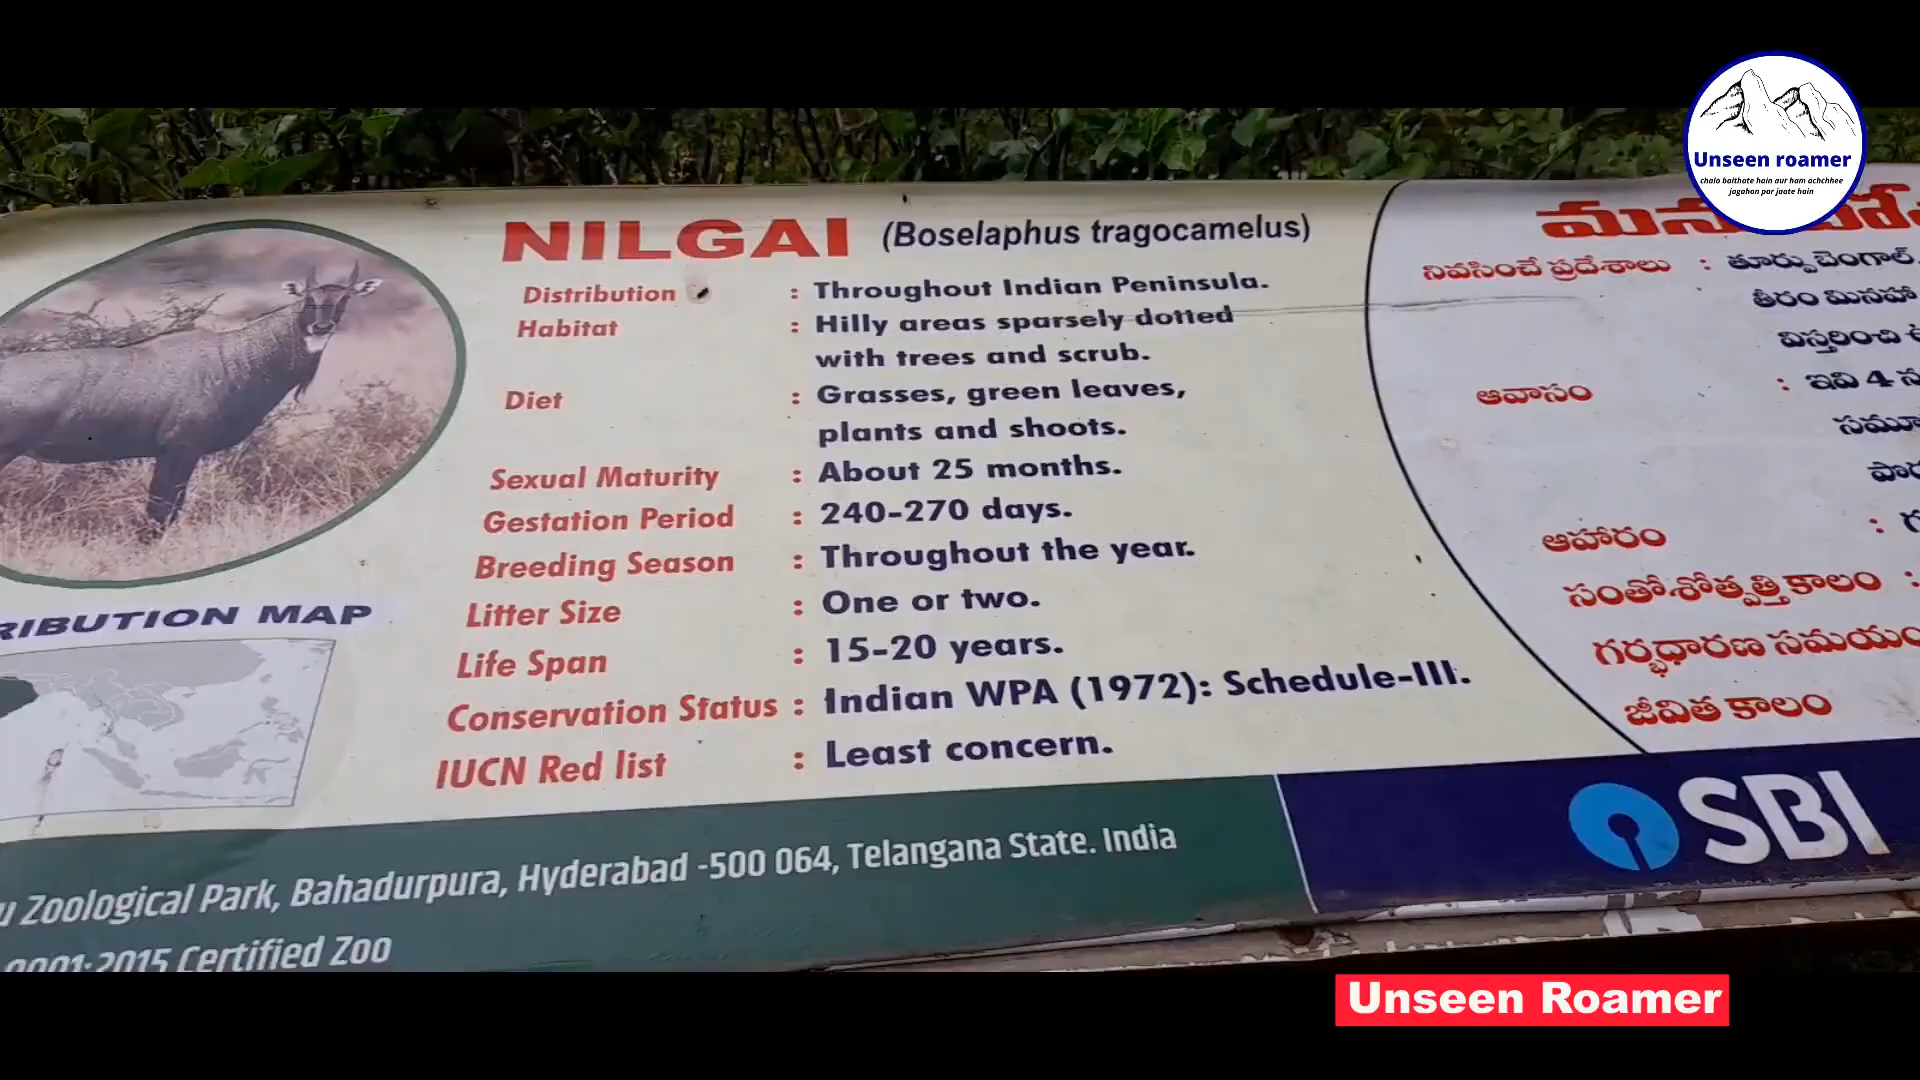 Unseen roamer
chalo baithate hain aur ham achchhee
jagahon par jaate hain
NILGAI (Boselaphus tragocamelus)
Distribution : Throughout Indian Peninsula.
Habitat : Hilly areas sparsely dotted
with trees and scrub.
Diet : Grasses, green leaves,
plants and shoots.
Sexual Maturity : About 25 months.
Gestation Period : 240-270 days.
Breeding Season : Throughout the year.
Litter Size : One or two.
Life Span : 15-20 years.
Conservation Status : Indian WPA (1972): Schedule-III.
IUCN Red list : Least concern.
RIBUTION MAP
నివసించే ప్రదేశాలు : తూర్పు బెంగాల్
తీరం మినహా
విస్తరించి
ఆవాసం : ఇవి 4
ఆహారం :
సంతోశోత్పత్తి కాలం :
గర్భధారణ సమయం
జీవిత కాలం
u Zoological Park, Bahadurpura, Hyderabad -500 064, Telangana State. India
9001:2015 Certified Zoo
SBI
Unseen Roamer